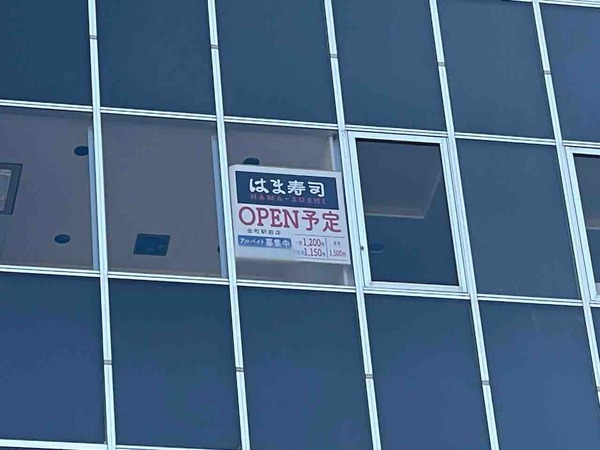 はま寿司
HAMA-SUSHI
OPEN予定
金町駅前店
アルバイト募集中
1,200円
1,150円
1,500円